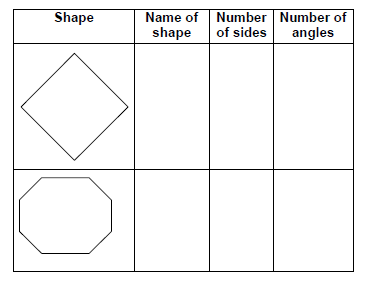 Shape
Name of
shape
Number
of sides
Number of
angles